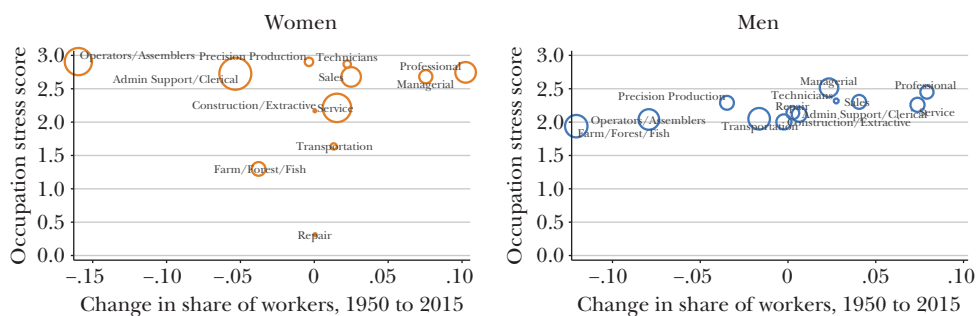 Women
Occupation stress score
3.0
2.5
2.0
1.5
1.0
0.5
0.0
Operators/Assemblers
Precision Production
Technicians
Admin Support/Clerical
Sales
Professional
Managerial
Construction/Extractive
Service
Transportation
Farm/Forest/Fish
Repair
−.15
−.10
−.05
0
.05
0.10
Change in share of workers, 1950 to 2015
Men
Occupation stress score
3.0
2.5
2.0
1.5
1.0
0.5
0.0
Managerial
Professional
Precision Production
Technicians
Sales
Repair
Service
Operators/Assemblers
Admin Support/Clerical
Transportation
Construction/Extractive
Farm/Forest/Fish
−.10
−.05
0
.05
0.10
Change in share of workers, 1950 to 2015